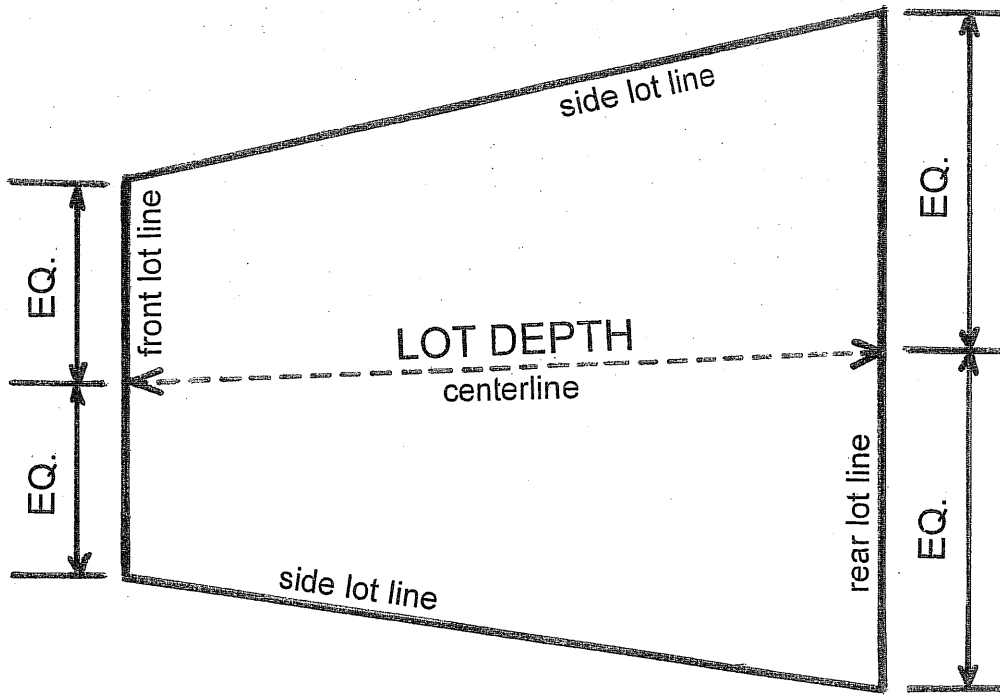 side lot line
EQ.
front lot line
EQ.
LOT DEPTH
centerline
EQ.
rear lot line
EQ.
side lot line